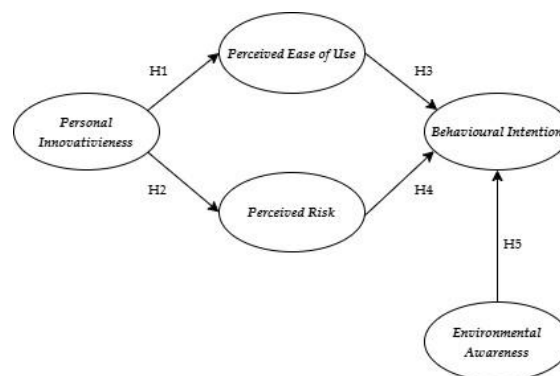 Perceived Ease of Use
H1
H3
Personal
Innovativieness
Behavioural Intention
H2
H4
Perceived Risk
H5
Environmental
Awareness